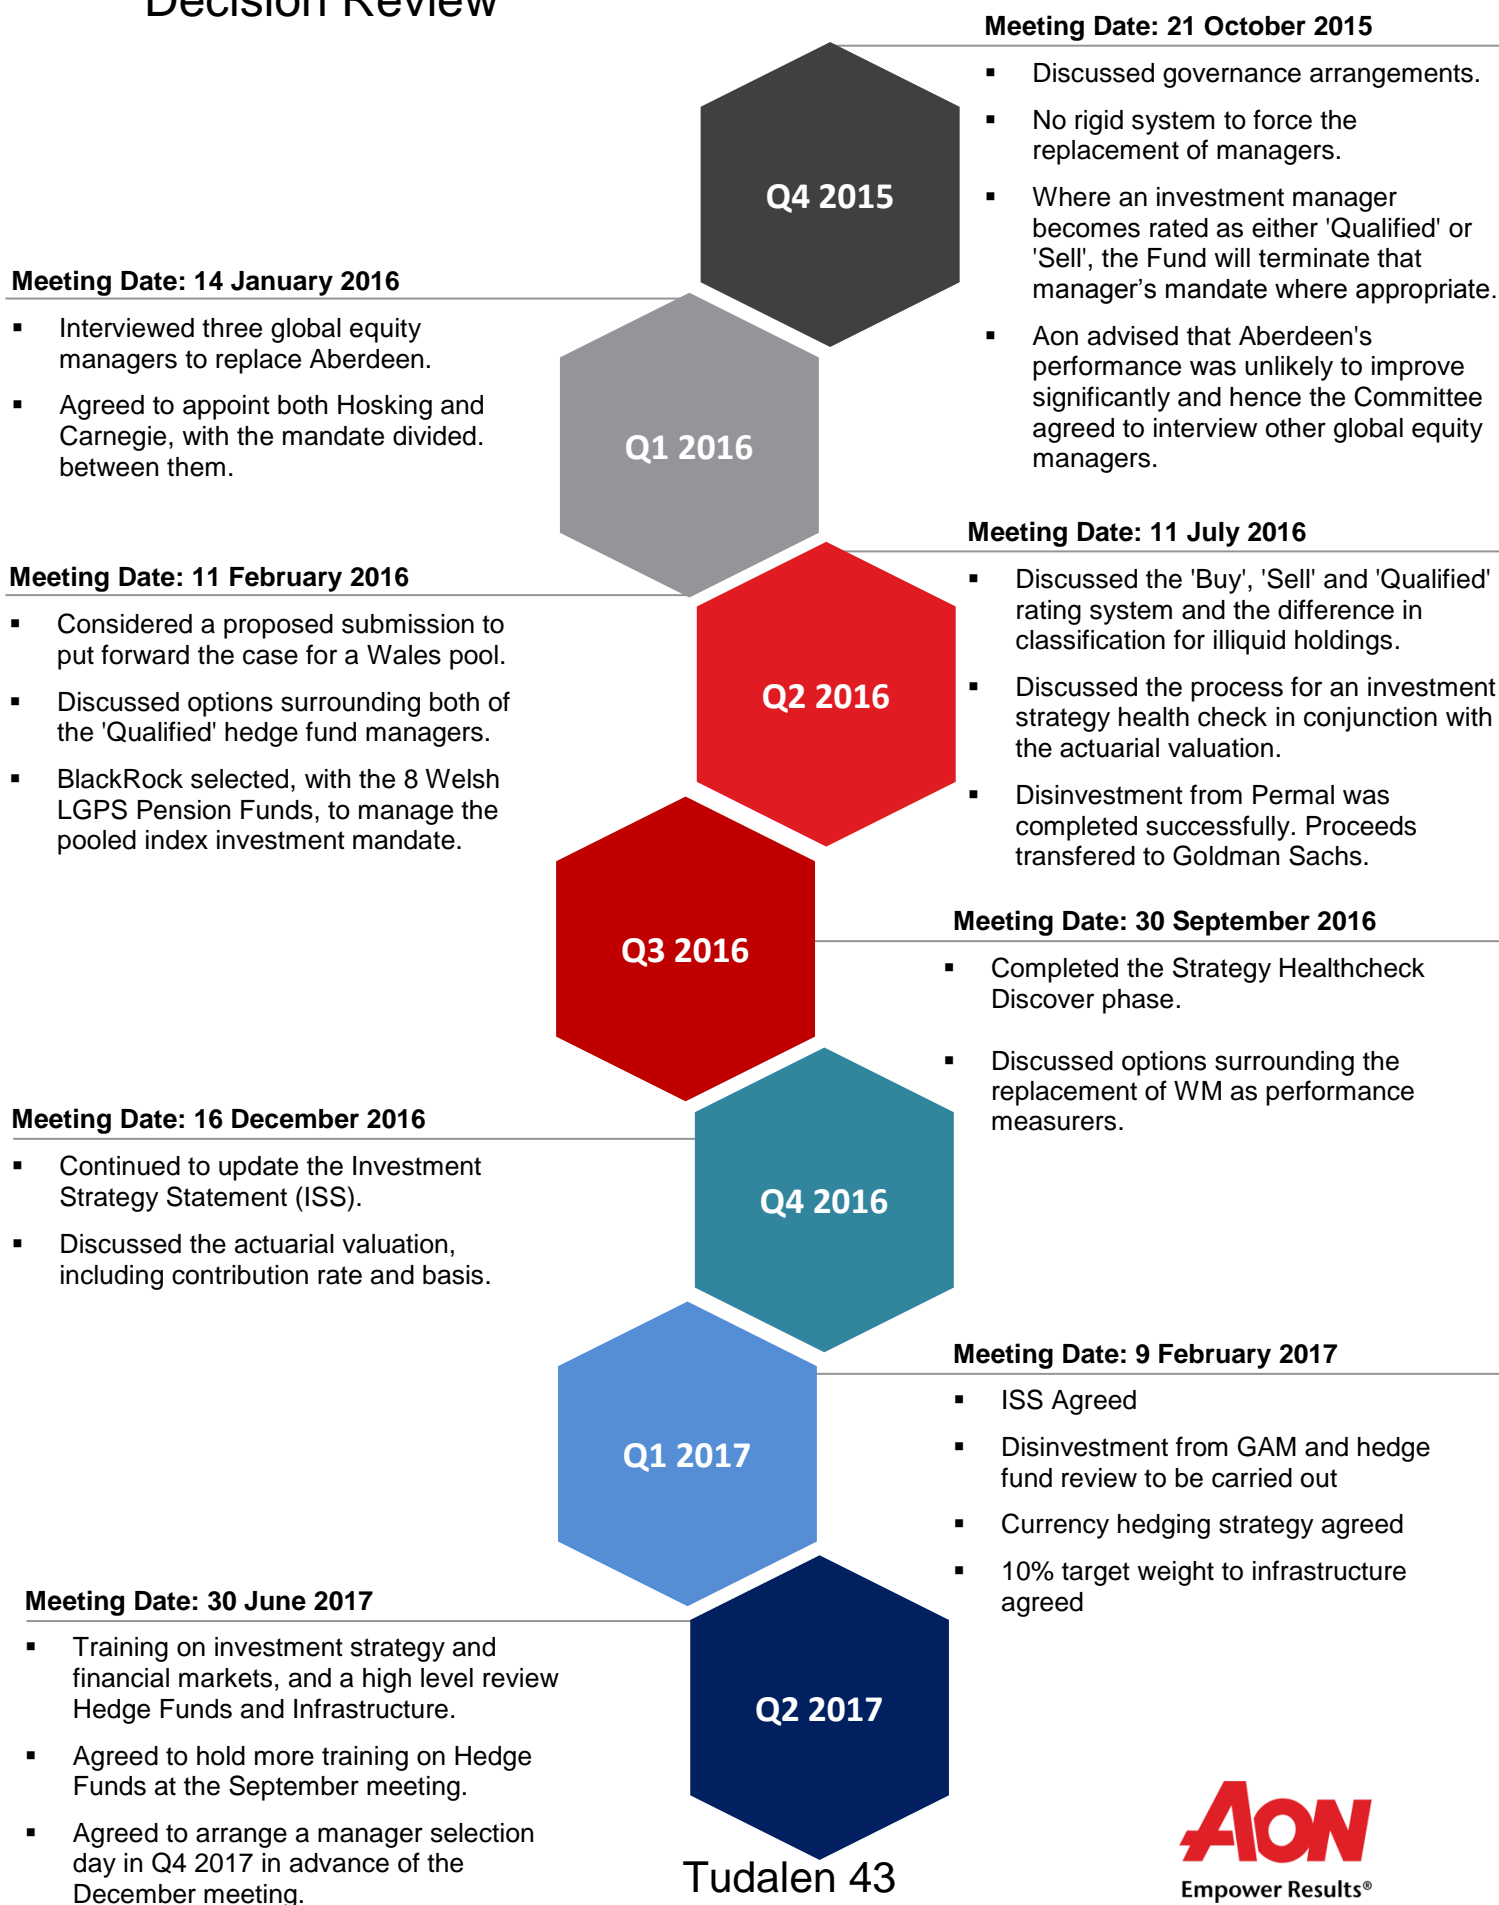 Decision Review
Meeting Date: 21 October 2015
▪ Discussed governance arrangements.
▪ No rigid system to force the
replacement of managers.
▪ Where an investment manager
becomes rated as either 'Qualified' or
'Sell', the Fund will terminate that
manager’s mandate where appropriate.
▪ Aon advised that Aberdeen's
performance was unlikely to improve
significantly and hence the Committee
agreed to interview other global equity
managers.
Q4 2015
Meeting Date: 14 January 2016
▪ Interviewed three global equity
managers to replace Aberdeen.
▪ Agreed to appoint both Hosking and
Carnegie, with the mandate divided.
between them.
Q1 2016
Meeting Date: 11 February 2016
▪ Considered a proposed submission to
put forward the case for a Wales pool.
▪ Discussed options surrounding both of
the 'Qualified' hedge fund managers.
▪ BlackRock selected, with the 8 Welsh
LGPS Pension Funds, to manage the
pooled index investment mandate.
Meeting Date: 11 July 2016
▪ Discussed the 'Buy', 'Sell' and 'Qualified'
rating system and the difference in
classification for illiquid holdings.
▪ Discussed the process for an investment
strategy health check in conjunction with
the actuarial valuation.
▪ Disinvestment from Permal was
completed successfully. Proceeds
transfered to Goldman Sachs.
Q2 2016
Meeting Date: 30 September 2016
▪ Completed the Strategy Healthcheck
Discover phase.
▪ Discussed options surrounding the
replacement of WM as performance
measurers.
Q3 2016
Meeting Date: 16 December 2016
▪ Continued to update the Investment
Strategy Statement (ISS).
▪ Discussed the actuarial valuation,
including contribution rate and basis.
Q4 2016
Meeting Date: 9 February 2017
▪ ISS Agreed
▪ Disinvestment from GAM and hedge
fund review to be carried out
▪ Currency hedging strategy agreed
▪ 10% target weight to infrastructure
agreed
Q1 2017
Meeting Date: 30 June 2017
▪ Training on investment strategy and
financial markets, and a high level review
Hedge Funds and Infrastructure.
▪ Agreed to hold more training on Hedge
Funds at the September meeting.
▪ Agreed to arrange a manager selection
day in Q4 2017 in advance of the
December meeting.
Q2 2017
Tudalen 43
AON
Empower Results®